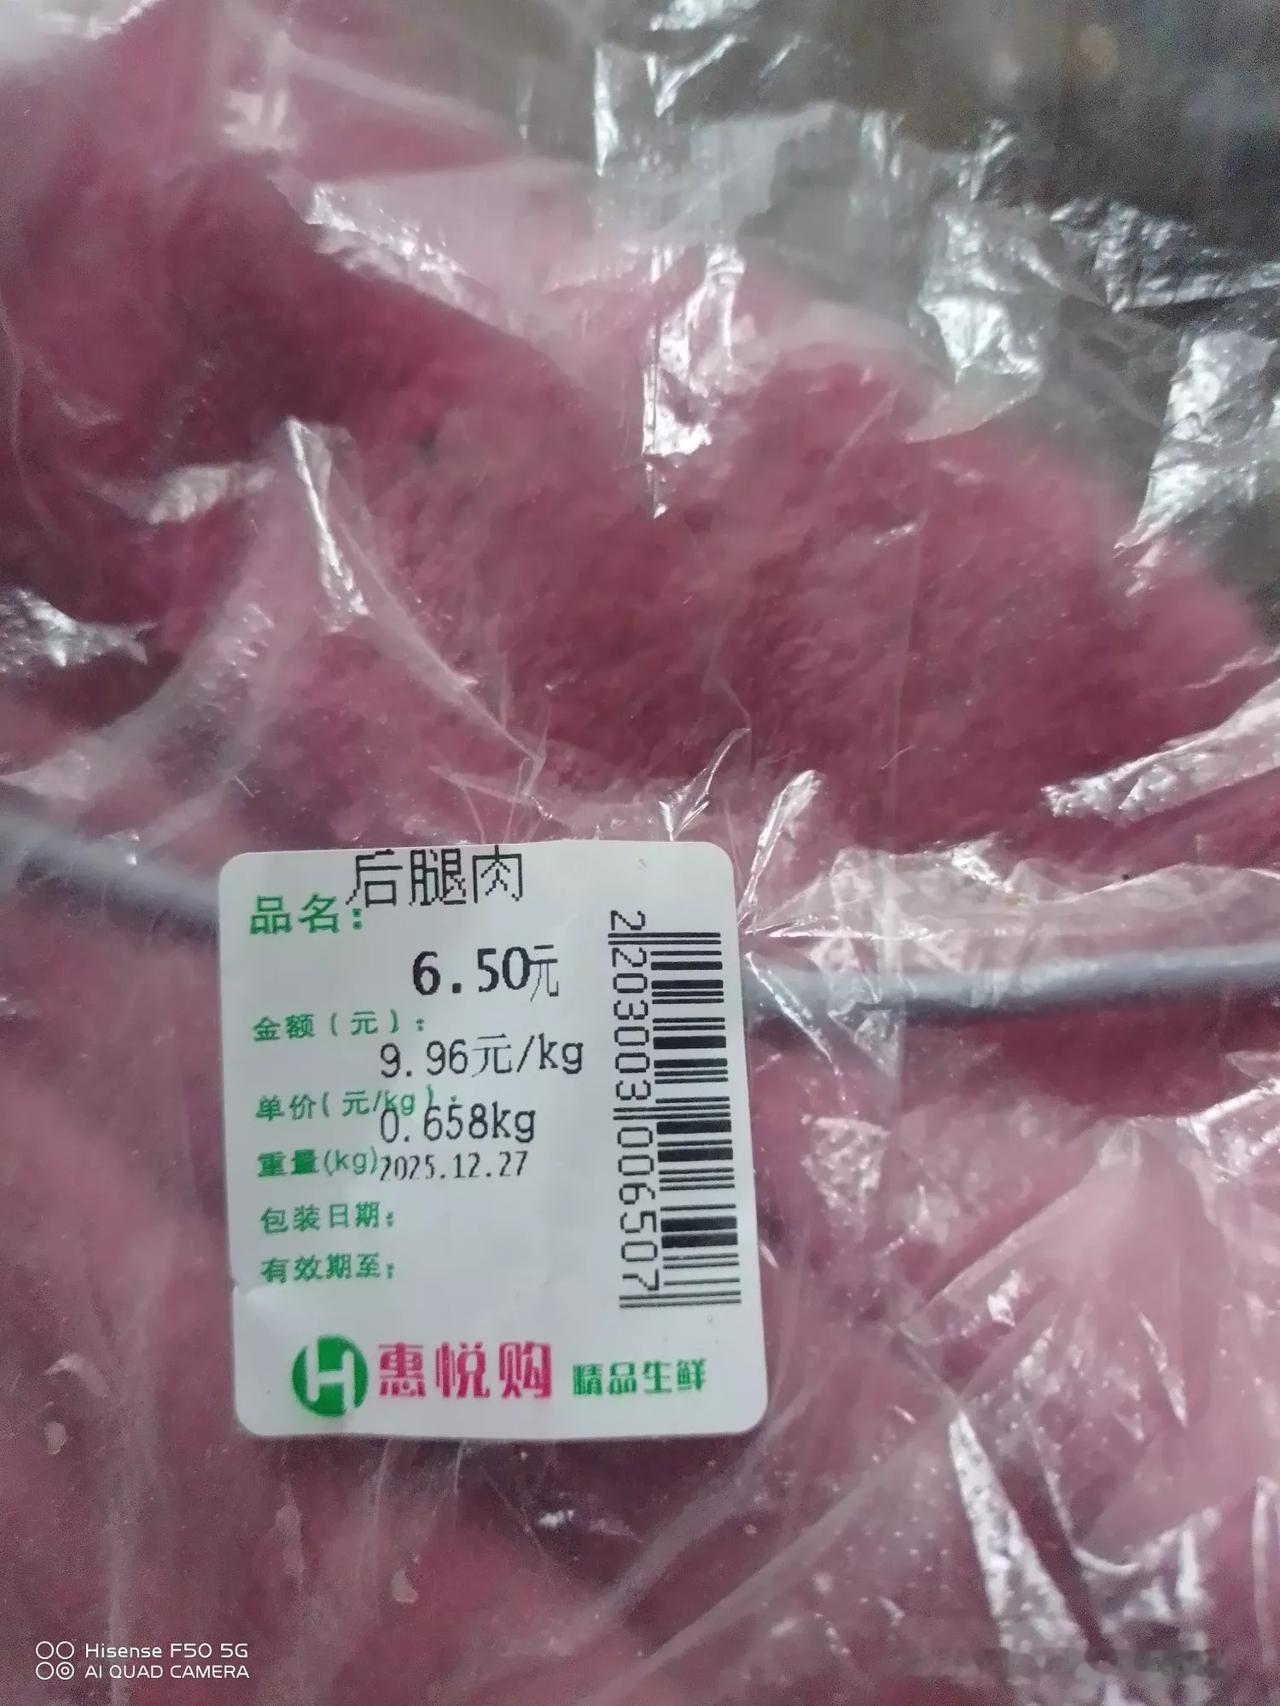 后腿肉
品名：
6.50元
金额（元）：
9.96元/kg
单价(元/kg)：
0.658kg
重量(kg)
2025.12.27
包装日期：
有效期至：
2203003006507
惠悦购 精品生鲜
Hisense F50 5G
AI QUAD CAMERA